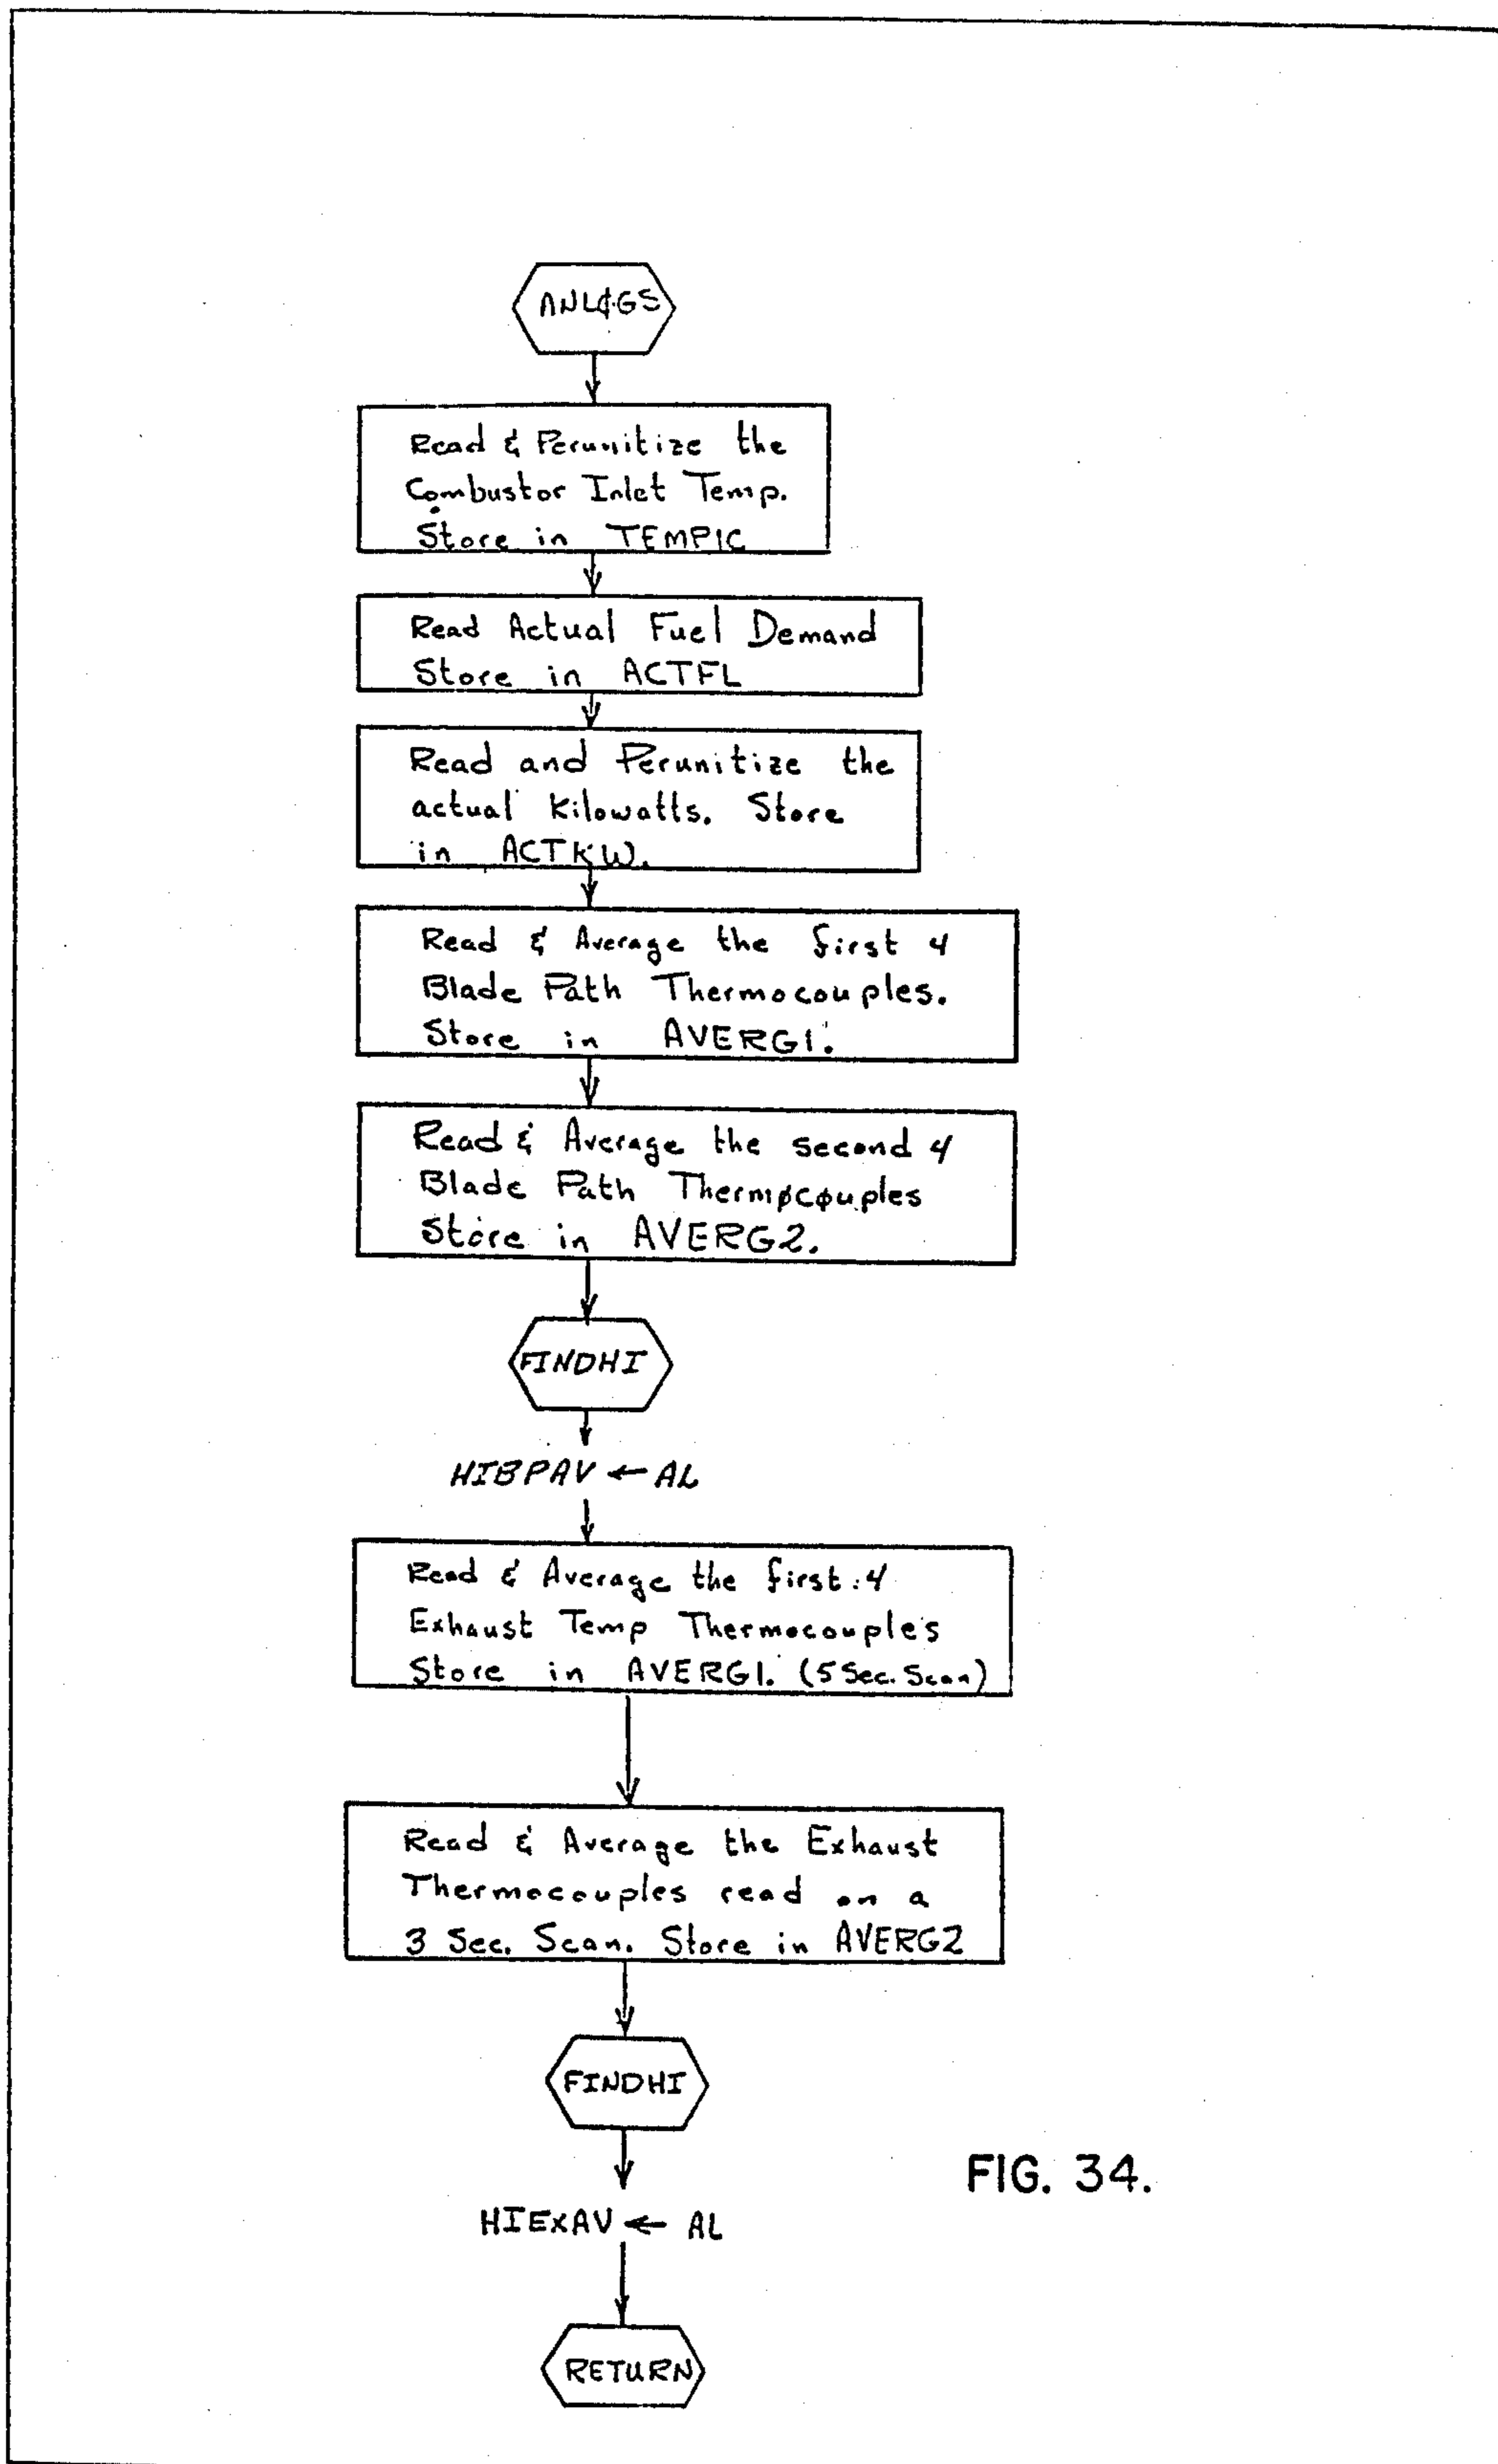 ANLØGS
Read & Perunitize the
Combustor Inlet Temp.
Store in TEMPIC
Read Actual Fuel Demand
Store in ACTFL
Read and Perunitize the
actual Kilowatts. Store
in ACTKW.
Read & Average the first 4
Blade Path Thermocouples.
Store in AVERG1.
Read & Average the second 4
Blade Path Thermøcøuples
Store in AVERG2.
FINDHI
HIBPAV ← AL
Read & Average the first 4
Exhaust Temp Thermocouples
Store in AVERG1. (5 Sec. Scan)
Read & Average the Exhaust
Thermocouples read on a
3 Sec. Scan. Store in AVERG2
FINDHI
HIEXAV ← AL
RETURN
FIG. 34.